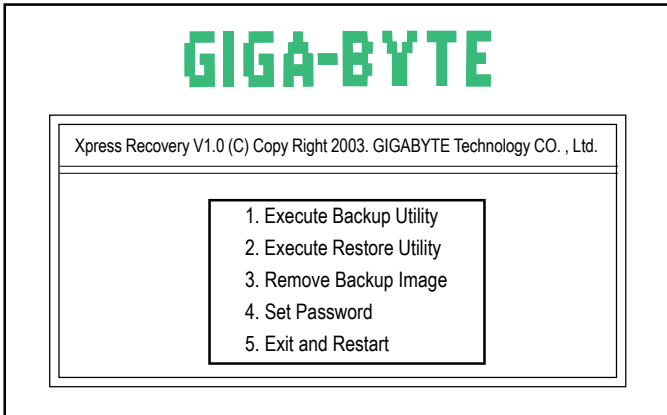 GIGA-BYTE
Xpress Recovery V1.0 (C) Copy Right 2003. GIGABYTE Technology CO. , Ltd.
1. Execute Backup Utility
2. Execute Restore Utility
3. Remove Backup Image
4. Set Password
5. Exit and Restart